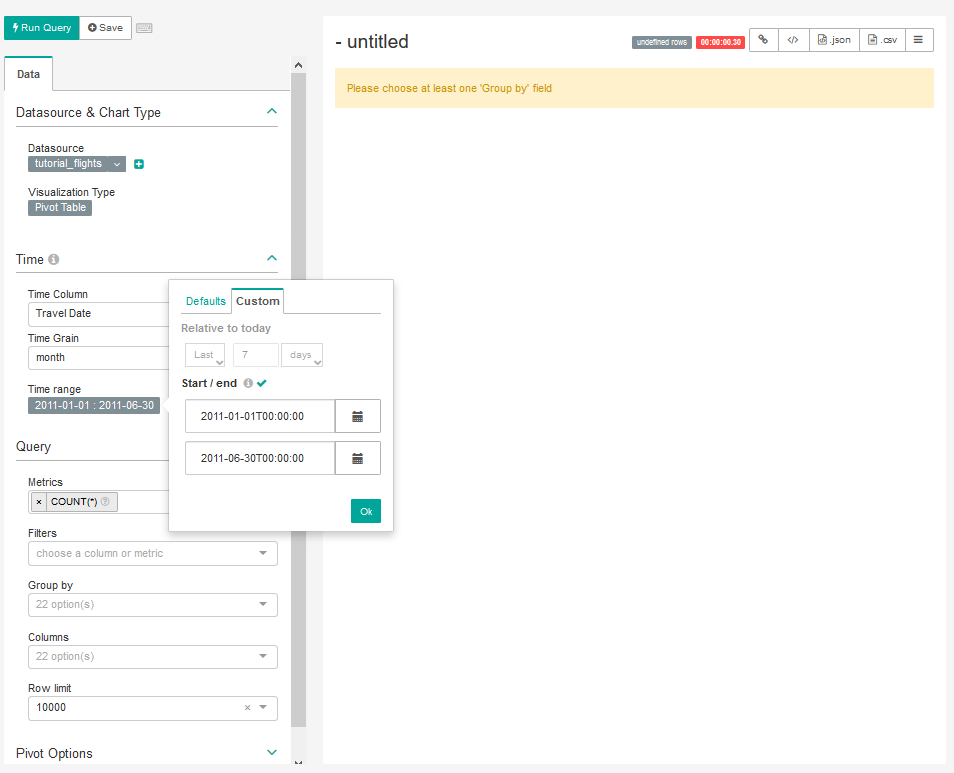 Run Query
Save
Data
Datasource & Chart Type
Datasource
tutorial_flights
Visualization Type
Pivot Table
Time
Time Column
Travel Date
Time Grain
month
Time range
2011-01-01 : 2011-06-30
Query
Metrics
× COUNT(*)
Filters
choose a column or metric
Group by
22 option(s)
Columns
22 option(s)
Row limit
10000 ×
Pivot Options
Defaults
Custom
Relative to today
Last 7 days
Start / end
2011-01-01T00:00:00
2011-06-30T00:00:00
Ok
- untitled
undefined rows
00:00:00.30
</>
.json
.csv
Please choose at least one 'Group by' field